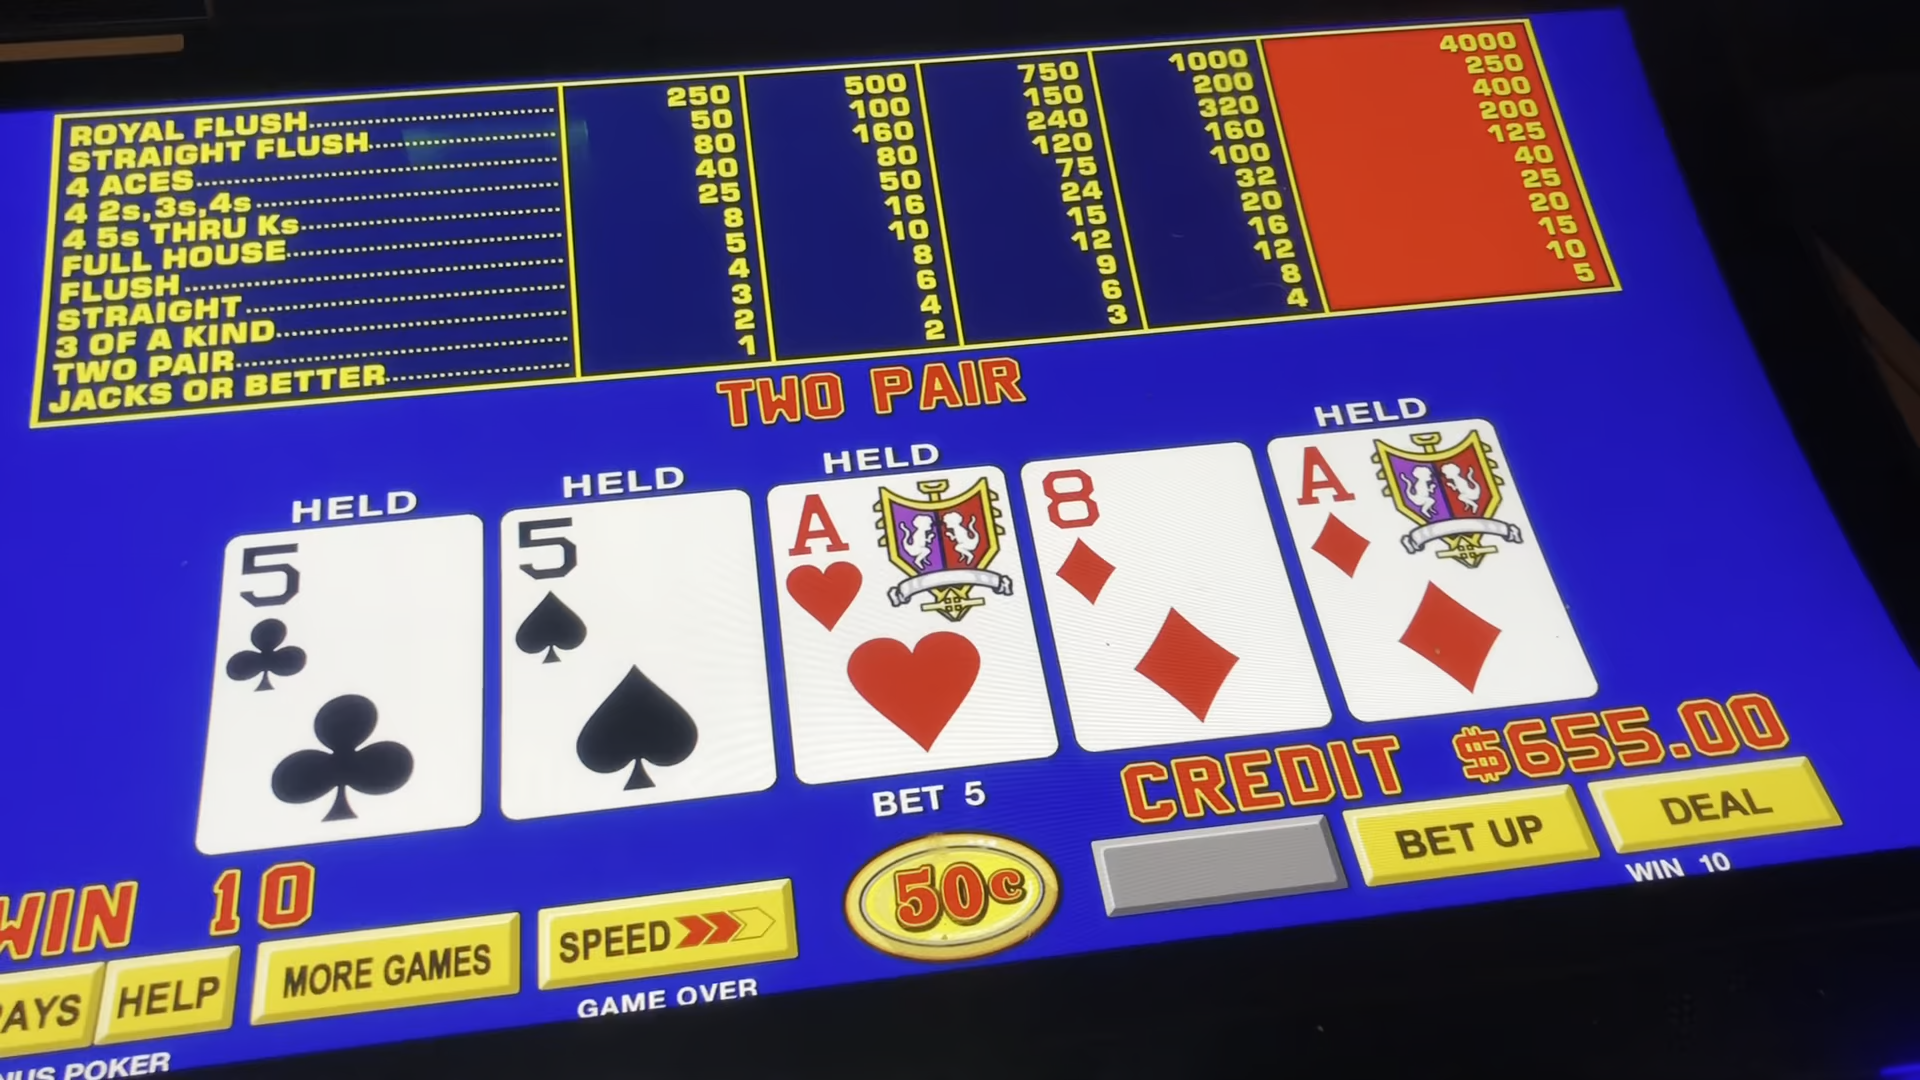 ROYAL FLUSH 250 500 750 1000 4000
STRAIGHT FLUSH 50 100 150 200 250
4 ACES 80 160 240 320 400
4 2s,3s,4s 40 80 120 160 200
4 5s THRU Ks 25 50 75 100 125
FULL HOUSE 8 16 24 32 40
FLUSH 5 10 15 20 25
STRAIGHT 4 8 12 16 20
3 OF A KIND 3 6 9 12 15
TWO PAIR 2 4 6 8 10
JACKS OR BETTER 1 2 3 4 5
TWO PAIR
HELD HELD HELD HELD
5 5 A 8 A
BET 5
CREDIT $655.00
WIN 10
PAYS HELP MORE GAMES SPEED 50¢ BET UP DEAL
GAME OVER
WIN 10
NUS POKER